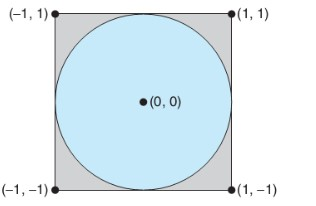 (−1, 1) (1, 1)
(0, 0)
(−1, −1) (1, −1)